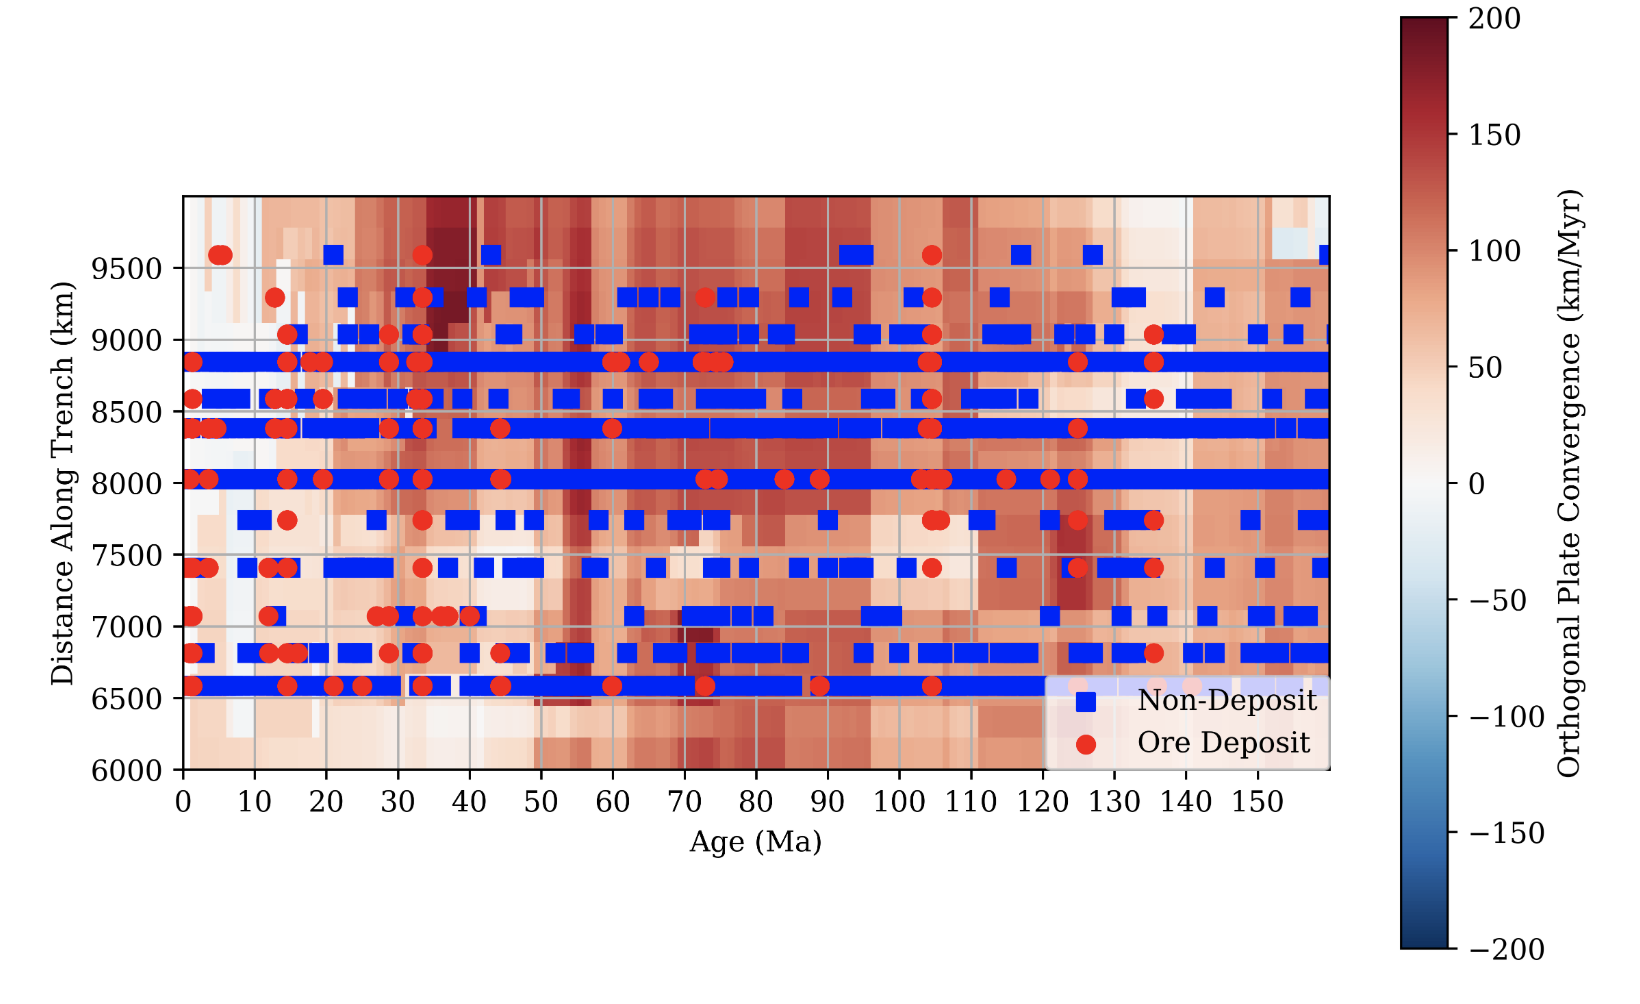 200
150
100
50
0
−50
−100
−150
−200
Orthogonal Plate Convergence (km/Myr)
9500
9000
8500
8000
7500
7000
6500
6000
Distance Along Trench (km)
Non-Deposit
Ore Deposit
0 10 20 30 40 50 60 70 80 90 100 110 120 130 140 150
Age (Ma)